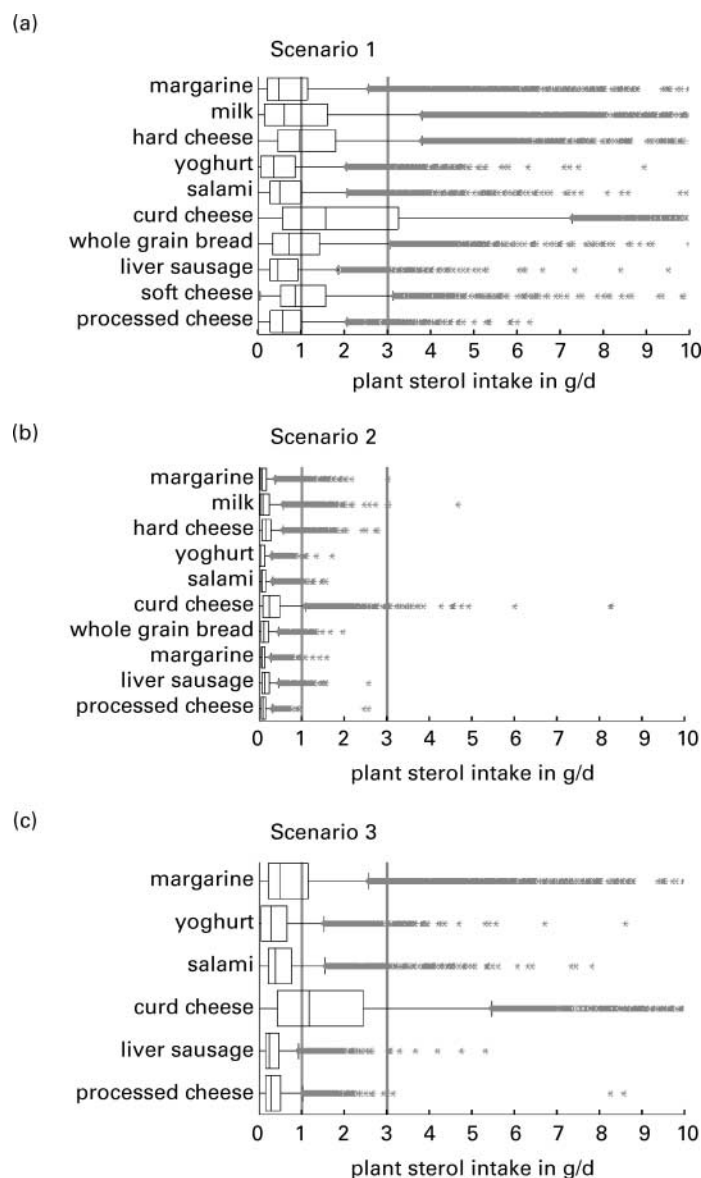 (a)
Scenario 1
margarine
milk
hard cheese
yoghurt
salami
curd cheese
whole grain bread
liver sausage
soft cheese
processed cheese
0 1 2 3 4 5 6 7 8 9 10
plant sterol intake in g/d
(b)
Scenario 2
margarine
milk
hard cheese
yoghurt
salami
curd cheese
whole grain bread
margarine
liver sausage
processed cheese
0 1 2 3 4 5 6 7 8 9 10
plant sterol intake in g/d
(c)
Scenario 3
margarine
yoghurt
salami
curd cheese
liver sausage
processed cheese
0 1 2 3 4 5 6 7 8 9 10
plant sterol intake in g/d